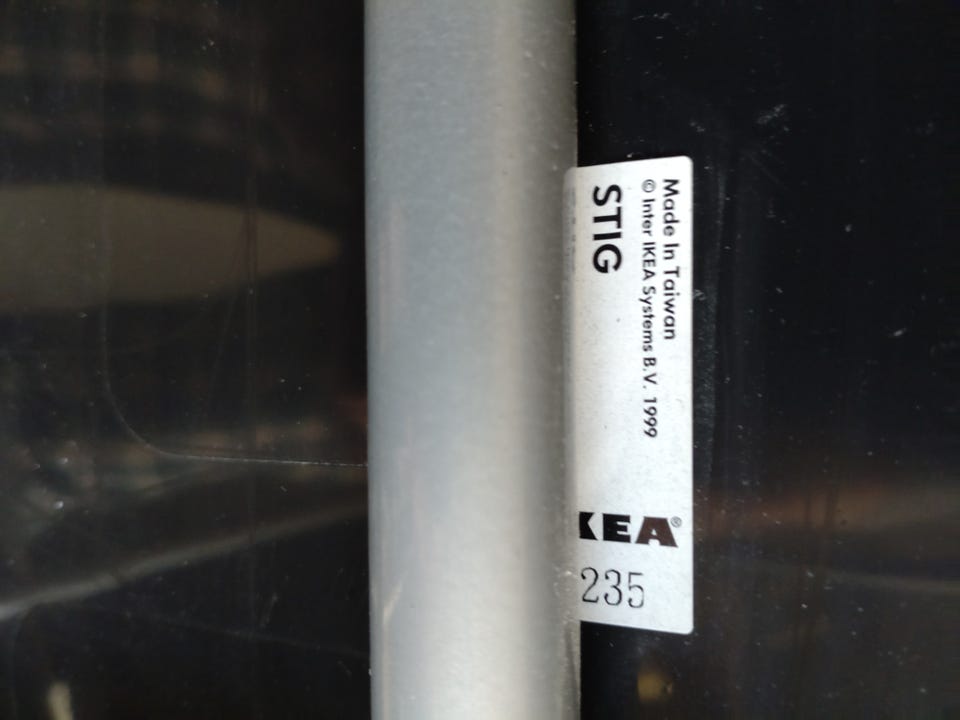 Made In Taiwan
© Inter IKEA Systems B.V. 1999
STIG
KEA®
235